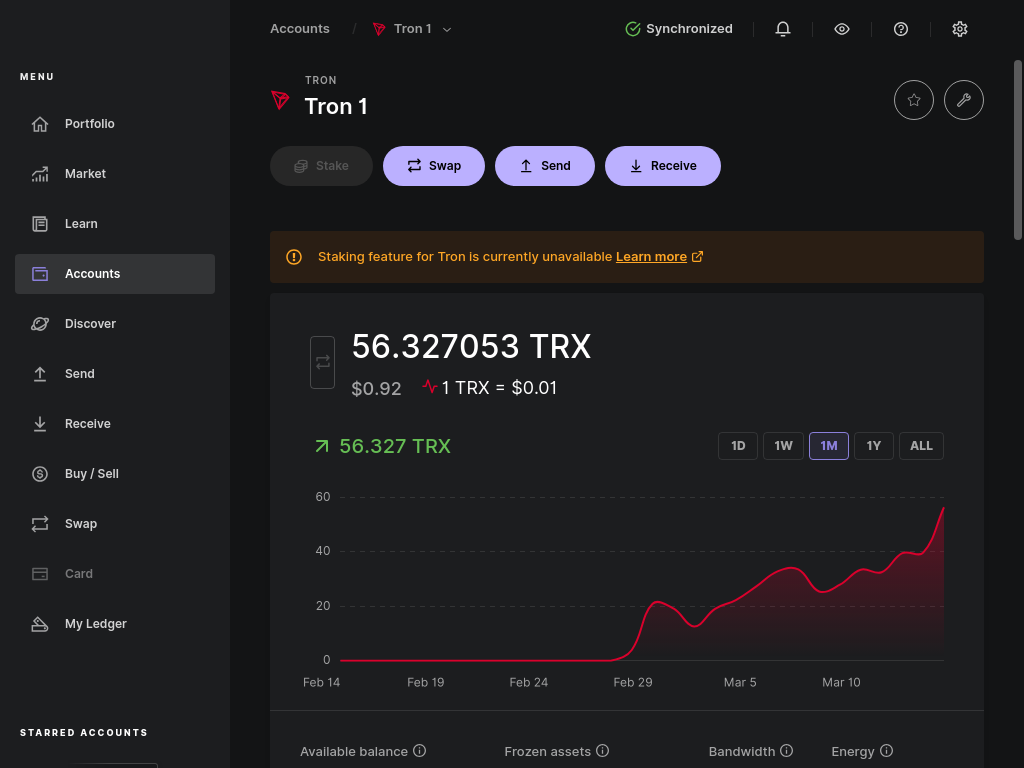 Accounts / Tron 1
Synchronized
MENU
Portfolio
Market
Learn
Accounts
Discover
Send
Receive
Buy / Sell
Swap
Card
My Ledger
STARRED ACCOUNTS
TRON
Tron 1
Stake
Swap
Send
Receive
Staking feature for Tron is currently unavailable Learn more
56.327053 TRX
$0.92 1 TRX = $0.01
56.327 TRX
1D 1W 1M 1Y ALL
60
40
20
0
Feb 14 Feb 19 Feb 24 Feb 29 Mar 5 Mar 10
Available balance Frozen assets Bandwidth Energy